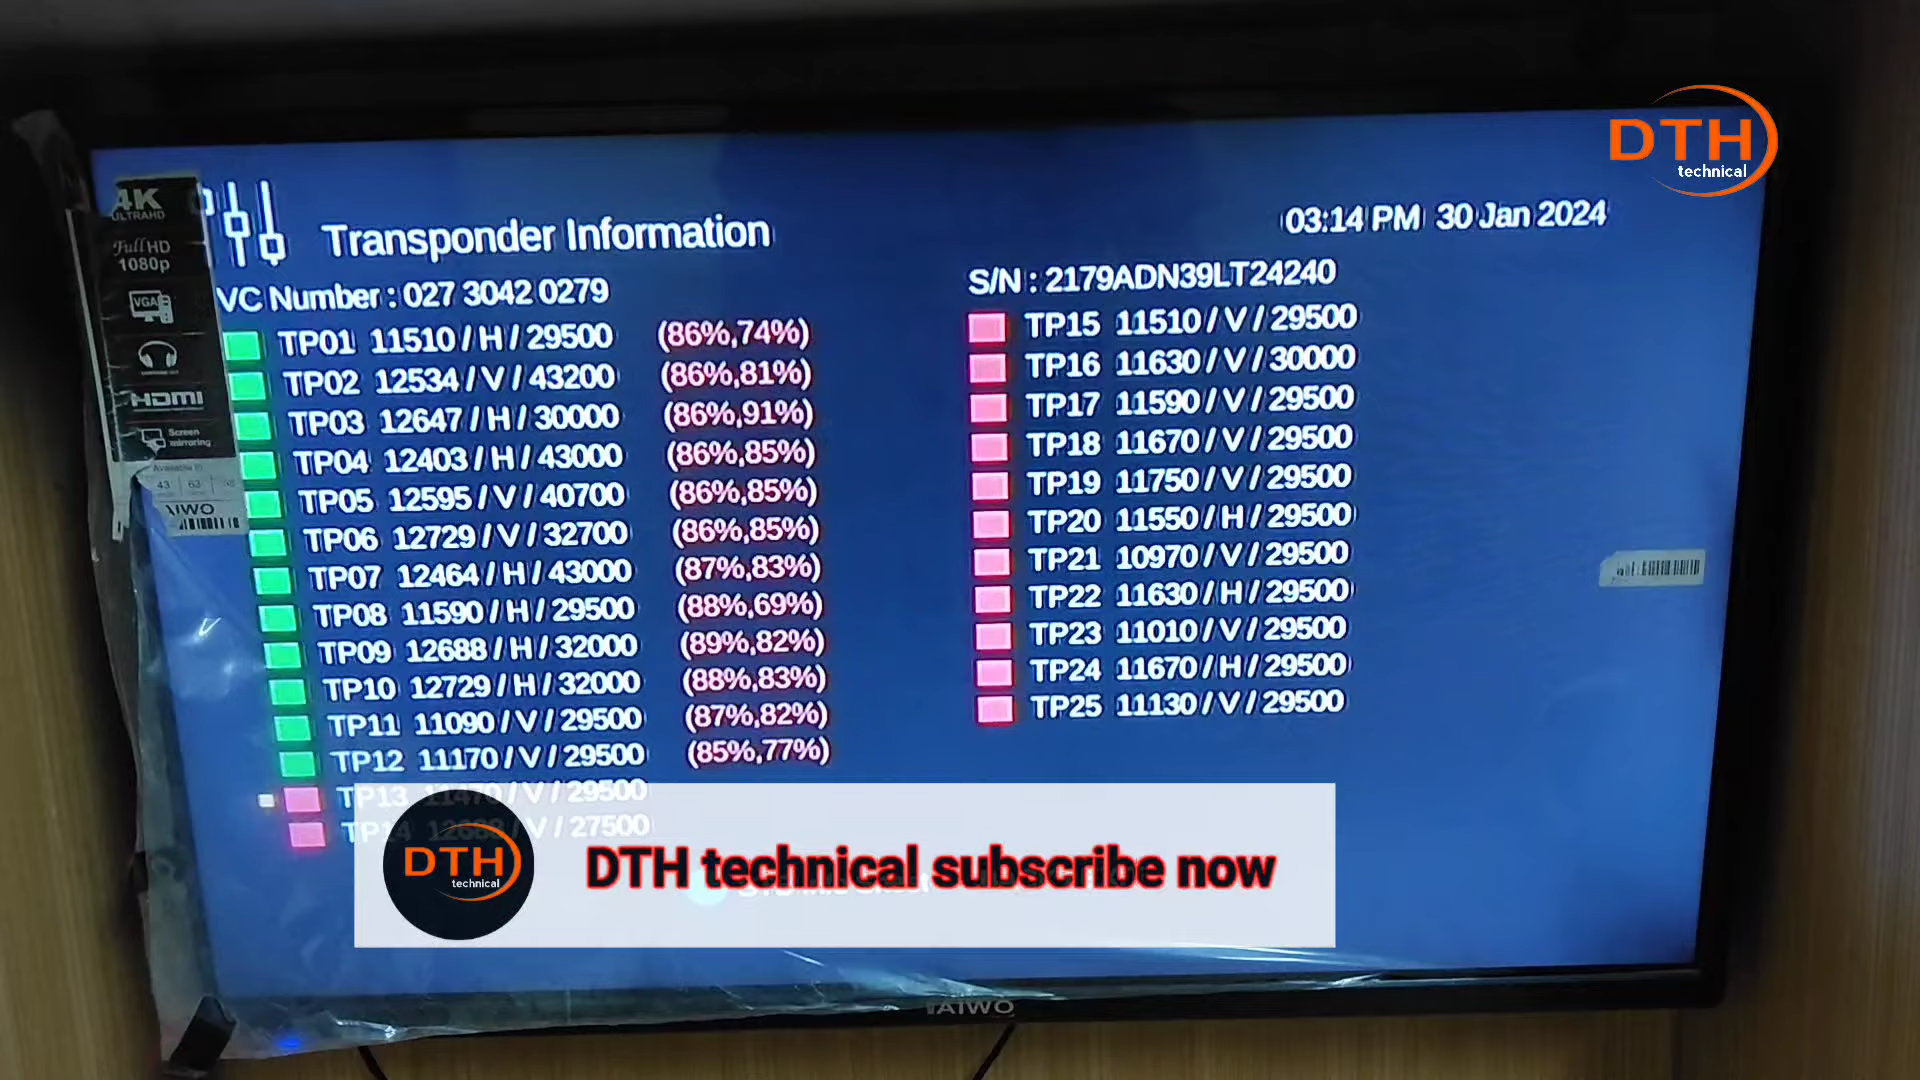 DTH
technical
4K
ULTRAHD
Full HD
1080p
VGA
HDMI
Screen
mirroring
AIWO
Transponder Information
03:14 PM 30 Jan 2024
VC Number : 027 3042 0279
S/N : 2179ADN39LT24240
TP01 11510 / H / 29500 (86%,74%)
TP02 12534 / V / 43200 (86%,81%)
TP03 12647 / H / 30000 (86%,91%)
TP04 12403 / H / 43000 (86%,85%)
TP05 12595 / V / 40700 (86%,85%)
TP06 12729 / V / 32700 (86%,85%)
TP07 12464 / H / 43000 (87%,83%)
TP08 11590 / H / 29500 (88%,69%)
TP09 12688 / H / 32000 (89%,82%)
TP10 12729 / H / 32000 (88%,83%)
TP11 11090 / V / 29500 (87%,82%)
TP12 11170 / V / 29500 (85%,77%)
TP13 11470 / V / 29500
TP14 12688 / V / 27500
TP15 11510 / V / 29500
TP16 11630 / V / 30000
TP17 11590 / V / 29500
TP18 11670 / V / 29500
TP19 11750 / V / 29500
TP20 11550 / H / 29500
TP21 10970 / V / 29500
TP22 11630 / H / 29500
TP23 11010 / V / 29500
TP24 11670 / H / 29500
TP25 11130 / V / 29500
DTH
technical
DTH technical subscribe now
AIWO